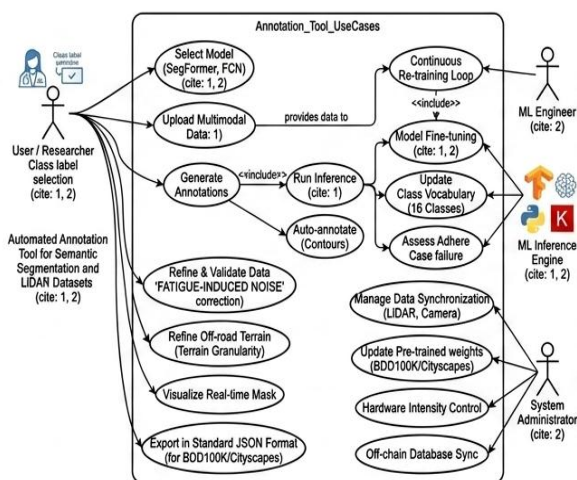 Annotation_Tool_UseCases
Class label
Select Model
(SegFormer, FCN)
(cite: 1, 2)
Continuous
Re-training Loop
Upload Multimodal
Data: 1)
provides data to
<<include>>
ML Engineer
(cite: 2)
User / Researcher
Class label
selection
(cite: 1, 2)
Model Fine-tuning
(cite: 1, 2)
Generate
Annotations
<<include>>
Run Inference
(cite: 1)
Update
Class Vocabulary
(16 Classes)
Auto-annotate
(Contours)
Assess Adhere
Case failure
K
ML Inference
Engine
(cite: 1, 2)
Automated Annotation
Tool for Semantic
Segmentation and
LIDAR Datasets
(cite: 1, 2)
Refine & Validate Data
'FATIGUE-INDUCED NOISE'
correction)
Manage Data Synchronization
(LIDAR, Camera)
Refine Off-road Terrain
(Terrain Granularity)
Update Pre-trained weights
(BDD100K/Cityscapes)
Visualize Real-time Mask
Hardware Intensity Control
System
Administrator
(cite: 2)
Export in Standard JSON Format
(for BOD100K/Cityscapes)
Off-chain Database Sync